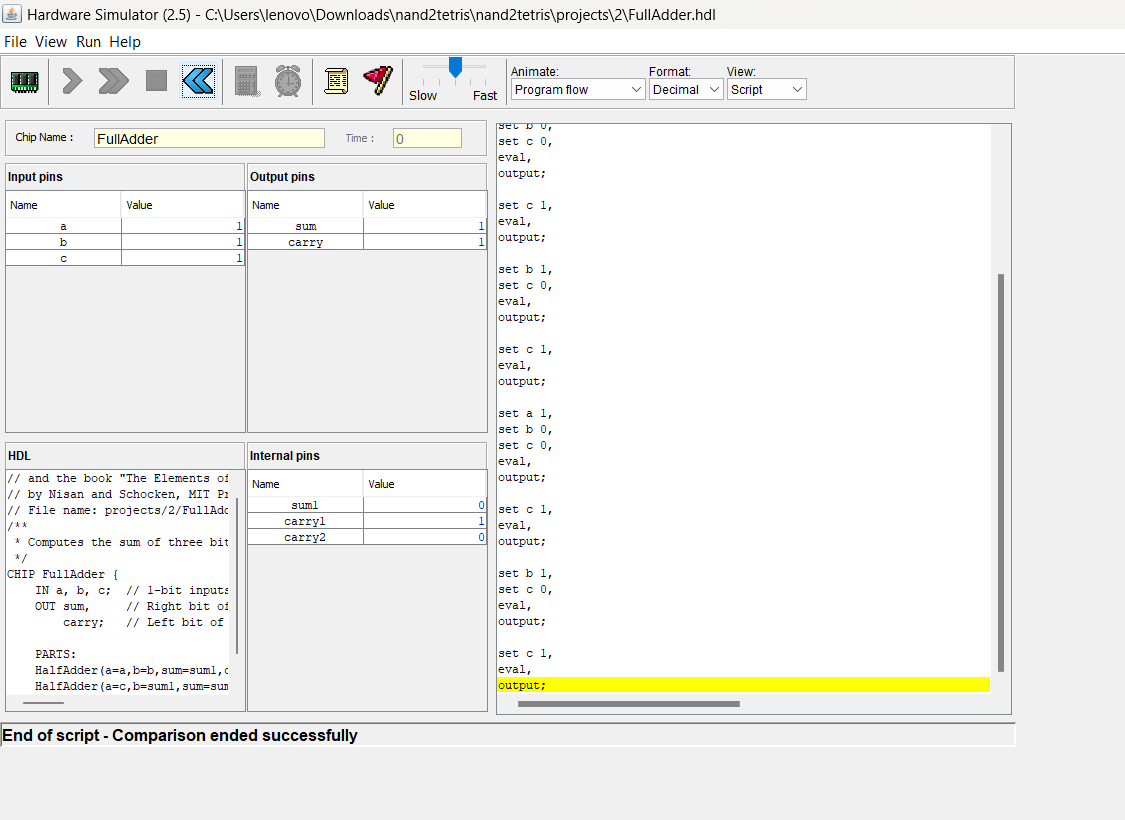 Hardware Simulator (2.5) - C:\Users\lenovo\Downloads\nand2tetris\nand2tetris\projects\2\FullAdder.hdl
File View Run Help
Slow Fast
Animate: Format: View:
Program flow Decimal Script
Chip Name : FullAdder Time : 0
Input pins
Name Value
a 1
b 1
c 1
Output pins
Name Value
sum 1
carry 1
HDL
// and the book "The Elements of
// by Nisan and Schocken, MIT Pr
// File name: projects/2/FullAdd
/**
* Computes the sum of three bit
*/
CHIP FullAdder {
IN a, b, c; // 1-bit inputs
OUT sum, // Right bit of
carry; // Left bit of
PARTS:
HalfAdder(a=a,b=b,sum=sum1,c
HalfAdder(a=c,b=sum1,sum=sum
Internal pins
Name Value
sum1 0
carry1 1
carry2 0
set b 0,
set c 0,
eval,
output;
set c 1,
eval,
output;
set b 1,
set c 0,
eval,
output;
set c 1,
eval,
output;
set a 1,
set b 0,
set c 0,
eval,
output;
set c 1,
eval,
output;
set b 1,
set c 0,
eval,
output;
set c 1,
eval,
output;
End of script - Comparison ended successfully